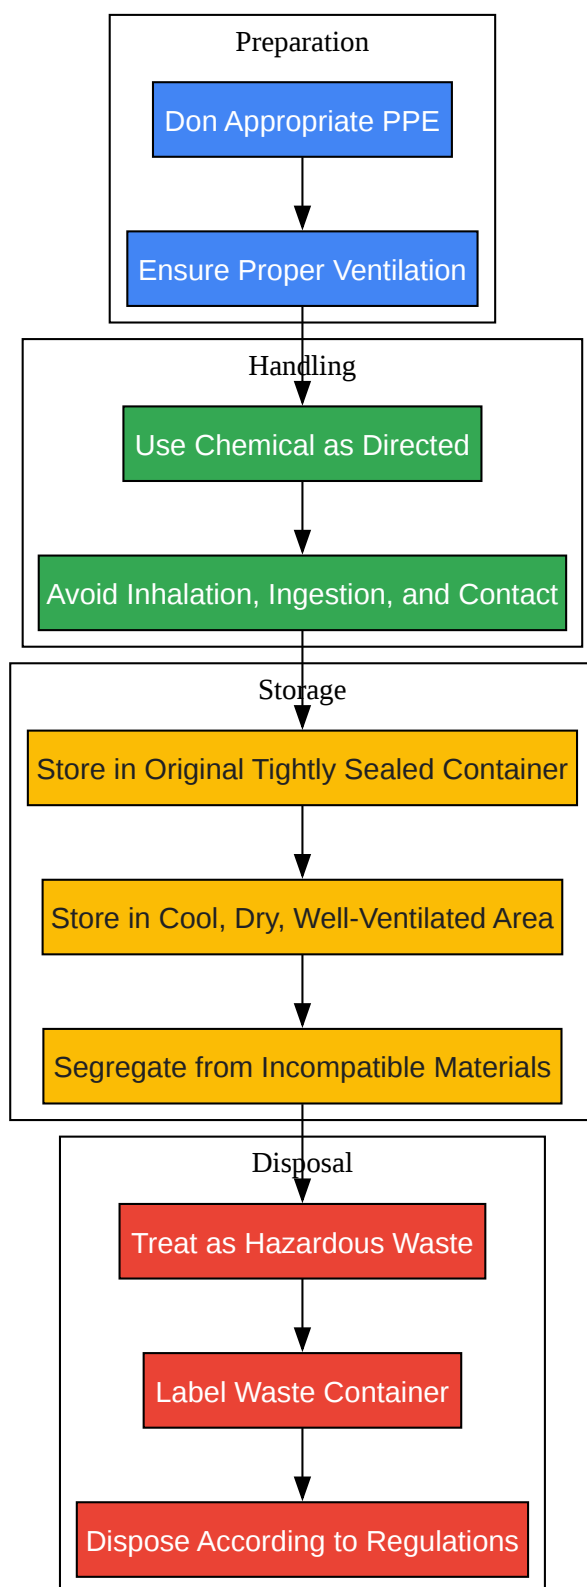 Preparation
Don Appropriate PPE
Ensure Proper Ventilation
Handling
Use Chemical as Directed
Avoid Inhalation, Ingestion, and Contact
Storage
Store in Original Tightly Sealed Container
Store in Cool, Dry, Well-Ventilated Area
Segregate from Incompatible Materials
Disposal
Treat as Hazardous Waste
Label Waste Container
Dispose According to Regulations